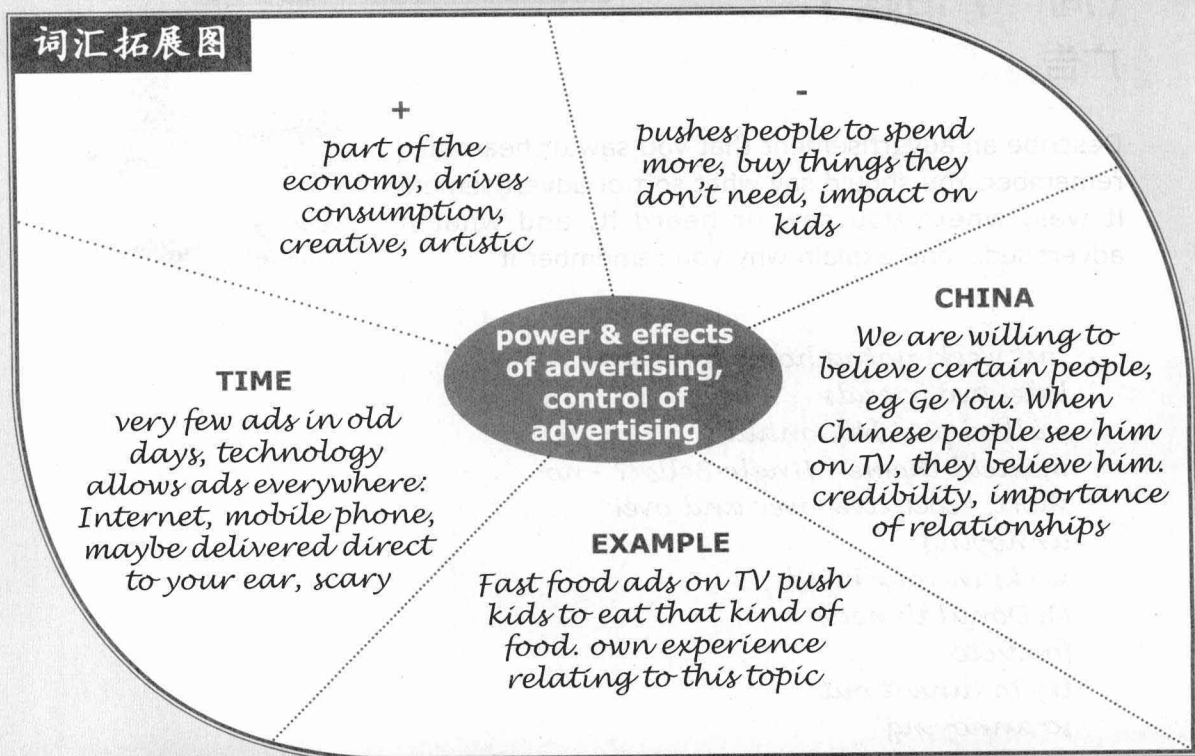 词汇拓展图
+
part of the
economy, drives
consumption,
creative, artistic
-
pushes people to spend
more, buy things they
don't need, impact on
kids
power & effects
of advertising,
control of
advertising
CHINA
We are willing to
believe certain people,
eg Ge You. When
Chinese people see him
on TV, they believe him.
credibility, importance
of relationships
TIME
very few ads in old
days, technology
allows ads everywhere:
Internet, mobile phone,
maybe delivered direct
to your ear, scary
EXAMPLE
Fast food ads on TV push
kids to eat that kind of
food. own experience
relating to this topic